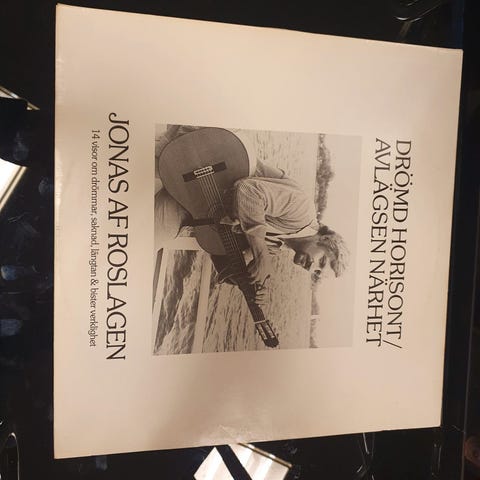 DRÖMD HORISONT/
AVLÄGSEN NÄRHET
JONAS AF ROSLAGEN
14 visor om drömmar, saknad, längtan & bister verklighet